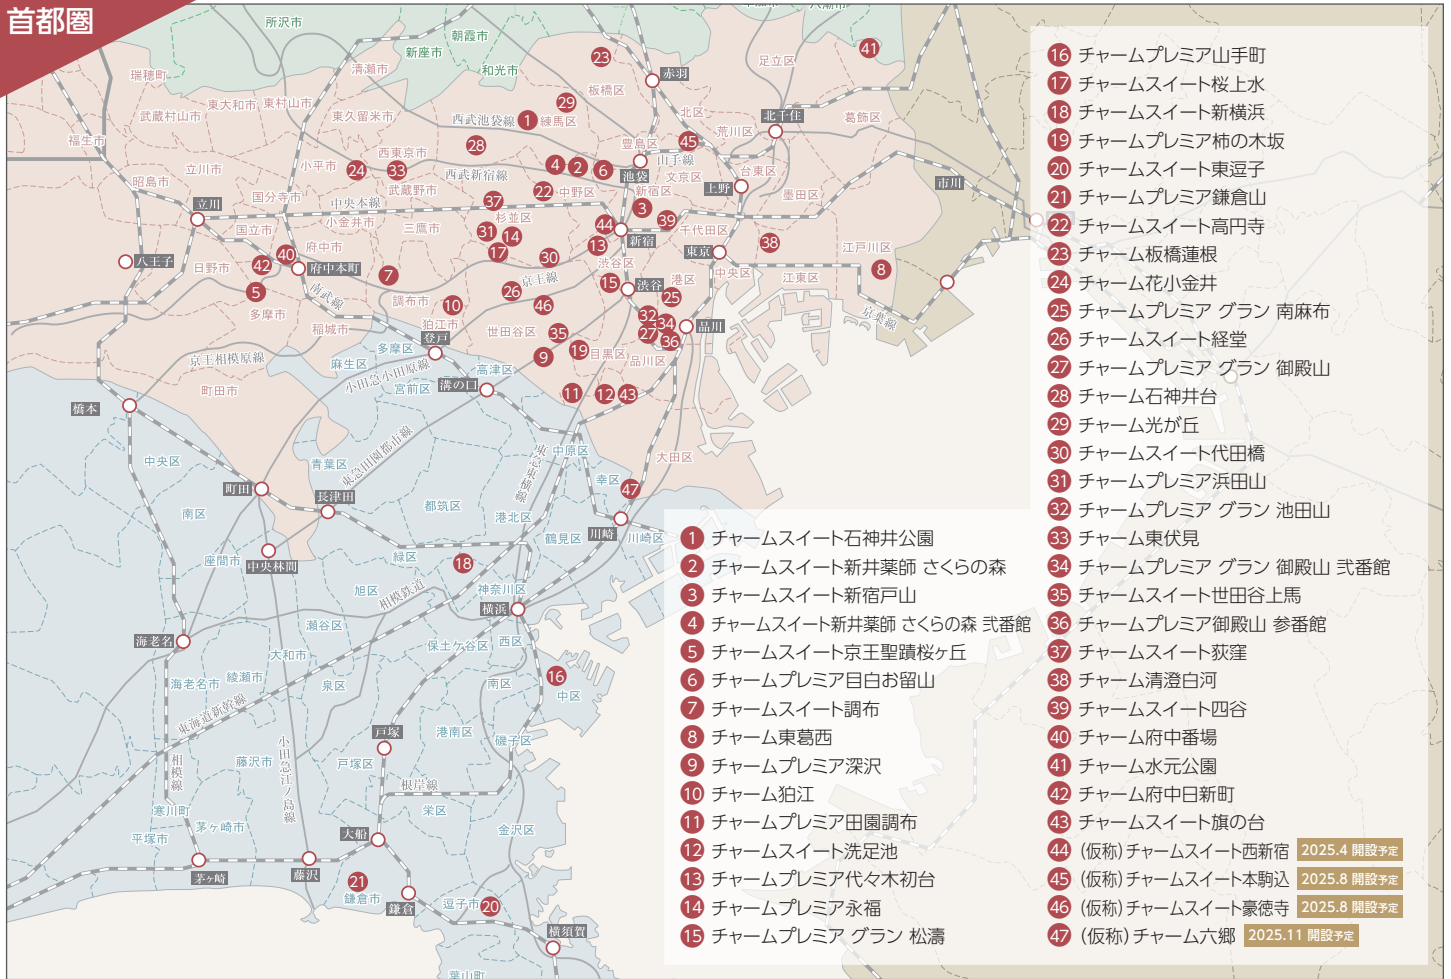 首都圏
所沢市
朝霞市
新座市
和光市
清瀬市
瑞穂町
東大和市
東村山市
武蔵村山市
東久留米市
福生市
立川市
小平市
西東京市
昭島市
国分寺市
武蔵野市
小金井市
国立市
三鷹市
府中市
日野市
調布市
多摩市
稲城市
狛江市
町田市
板橋区
練馬区
北区
足立区
豊島区
荒川区
葛飾区
文京区
台東区
墨田区
中野区
新宿区
杉並区
千代田区
渋谷区
港区
中央区
江東区
江戸川区
世田谷区
目黒区
品川区
大田区
西武池袋線
西武新宿線
山手線
中央本線
京王線
南武線
京葉線
京王相模原線
小田急小田原線
東急田園都市線
東急東横線
相模鉄道
東海道新幹線
相模線
小田急江ノ島線
根岸線
赤羽
北千住
池袋
上野
市川
立川
新宿
東京
八王子
府中本町
渋谷
品川
登戸
溝の口
橋本
町田
長津田
川崎
中央林間
横浜
海老名
戸塚
大船
茅ヶ崎
藤沢
鎌倉
横須賀
多摩区
麻生区
高津区
宮前区
中原区
中央区
青葉区
幸区
都筑区
南区
港北区
座間市
緑区
鶴見区
川崎区
旭区
神奈川区
瀬谷区
保土ケ谷区
西区
大和市
海老名市
綾瀬市
泉区
南区
中区
港南区
磯子区
藤沢市
戸塚区
寒川町
茅ヶ崎市
栄区
金沢区
平塚市
鎌倉市
逗子市
葉山町
1 チャームスイート石神井公園
2 チャームスイート新井薬師 さくらの森
3 チャームスイート新宿戸山
4 チャームスイート新井薬師 さくらの森 弐番館
5 チャームスイート京王聖蹟桜ヶ丘
6 チャームプレミア目白お留山
7 チャームスイート調布
8 チャーム東葛西
9 チャームプレミア深沢
10 チャーム狛江
11 チャームプレミア田園調布
12 チャームスイート洗足池
13 チャームプレミア代々木初台
14 チャームプレミア永福
15 チャームプレミア グラン 松濤
16 チャームプレミア山手町
17 チャームスイート桜上水
18 チャームスイート新横浜
19 チャームプレミア柿の木坂
20 チャームスイート東逗子
21 チャームプレミア鎌倉山
22 チャームスイート高円寺
23 チャーム板橋蓮根
24 チャーム花小金井
25 チャームプレミア グラン 南麻布
26 チャームスイート経堂
27 チャームプレミア グラン 御殿山
28 チャーム石神井台
29 チャーム光が丘
30 チャームスイート代田橋
31 チャームプレミア浜田山
32 チャームプレミア グラン 池田山
33 チャーム東伏見
34 チャームプレミア グラン 御殿山 弐番館
35 チャームスイート世田谷上馬
36 チャームプレミア御殿山 参番館
37 チャームスイート荻窪
38 チャーム清澄白河
39 チャームスイート四谷
40 チャーム府中番場
41 チャーム水元公園
42 チャーム府中日新町
43 チャームスイート旗の台
44 (仮称)チャームスイート西新宿 2025.4 開設予定
45 (仮称)チャームスイート本駒込 2025.8 開設予定
46 (仮称)チャームスイート豪徳寺 2025.8 開設予定
47 (仮称)チャーム六郷 2025.11 開設予定